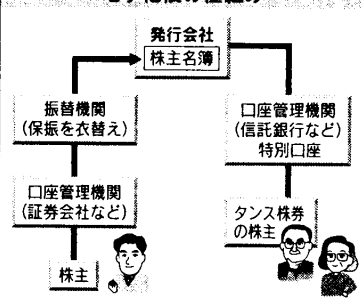 発行会社
株主名簿
振替機関
(保振を衣替え)
口座管理機関
(証券会社など)
株主
口座管理機関
(信託銀行など)
特別口座
タンス株券
の株主